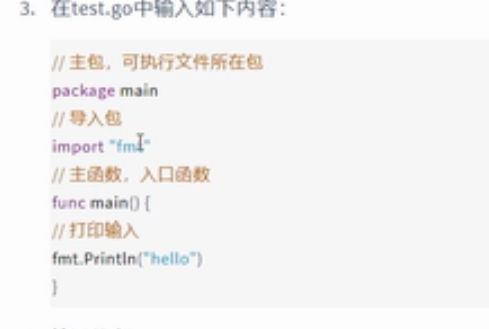 3. 在test.go中输入如下内容：
// 主包，可执行文件所在包
package main
// 导入包
import "fmt"
// 主函数，入口函数
func main() {
// 打印输入
fmt.Println("hello")
}